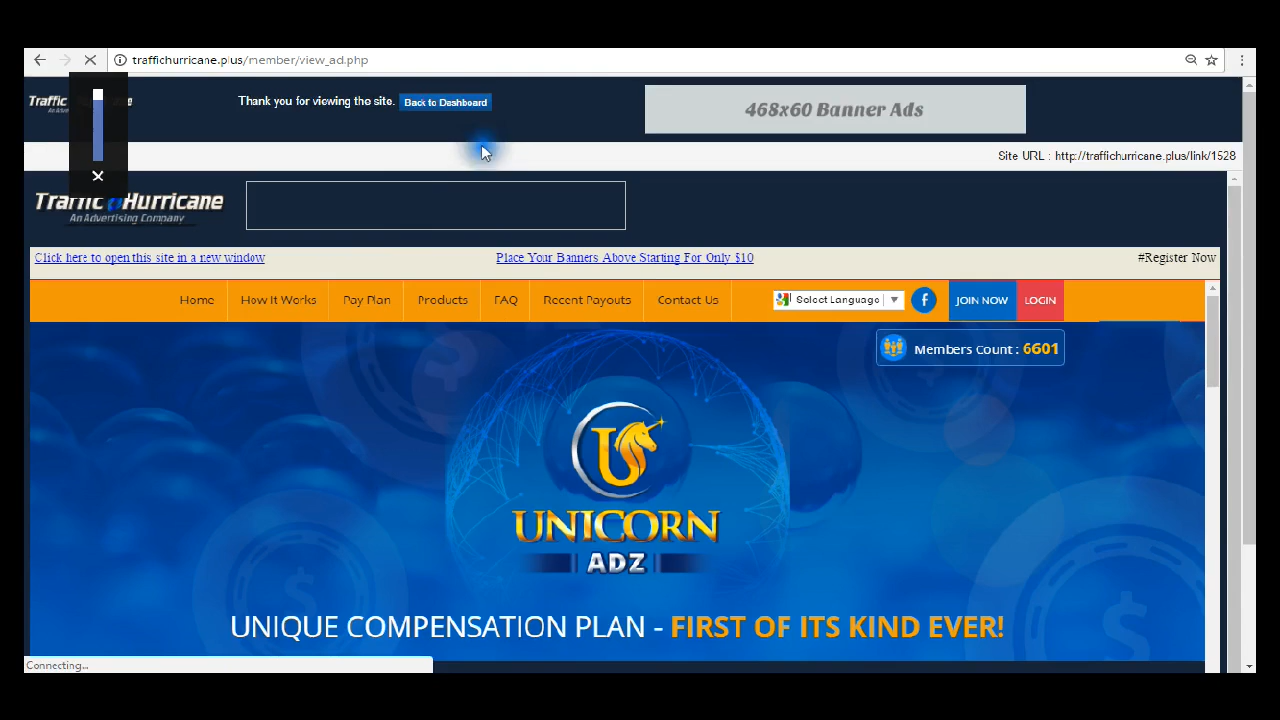 traffichurricane.plus/member/view_ad.php
Thank you for viewing the site. Back to Dashboard
468x60 Banner Ads
Site URL : http://traffichurricane.plus/link/1528
Traffic Hurricane
An Advertising Company
Click here to open this site in a new window Place Your Banners Above Starting For Only $10 #Register Now
Home How It Works Pay Plan Products FAQ Recent Payouts Contact Us Select Language JOIN NOW LOGIN
Members Count : 6601
UNICORN
ADZ
UNIQUE COMPENSATION PLAN - FIRST OF ITS KIND EVER!
Connecting...